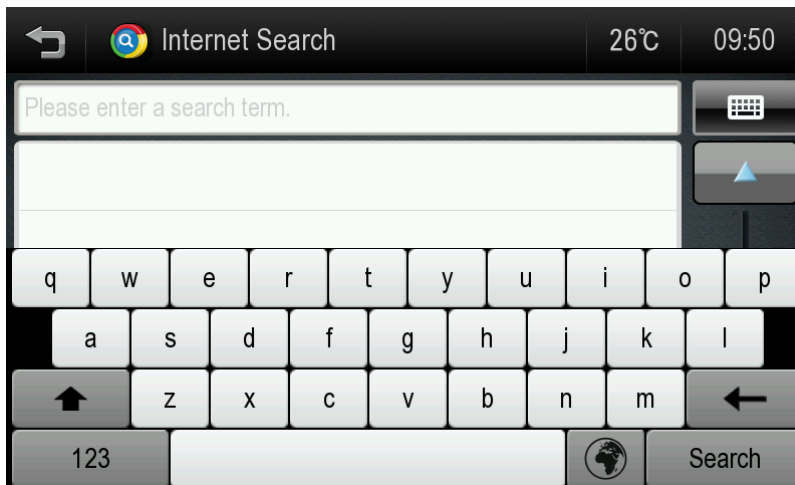 Internet Search 26℃ 09:50
Please enter a search term.
q w e r t y u i o p
a s d f g h j k l
z x c v b n m
123 Search